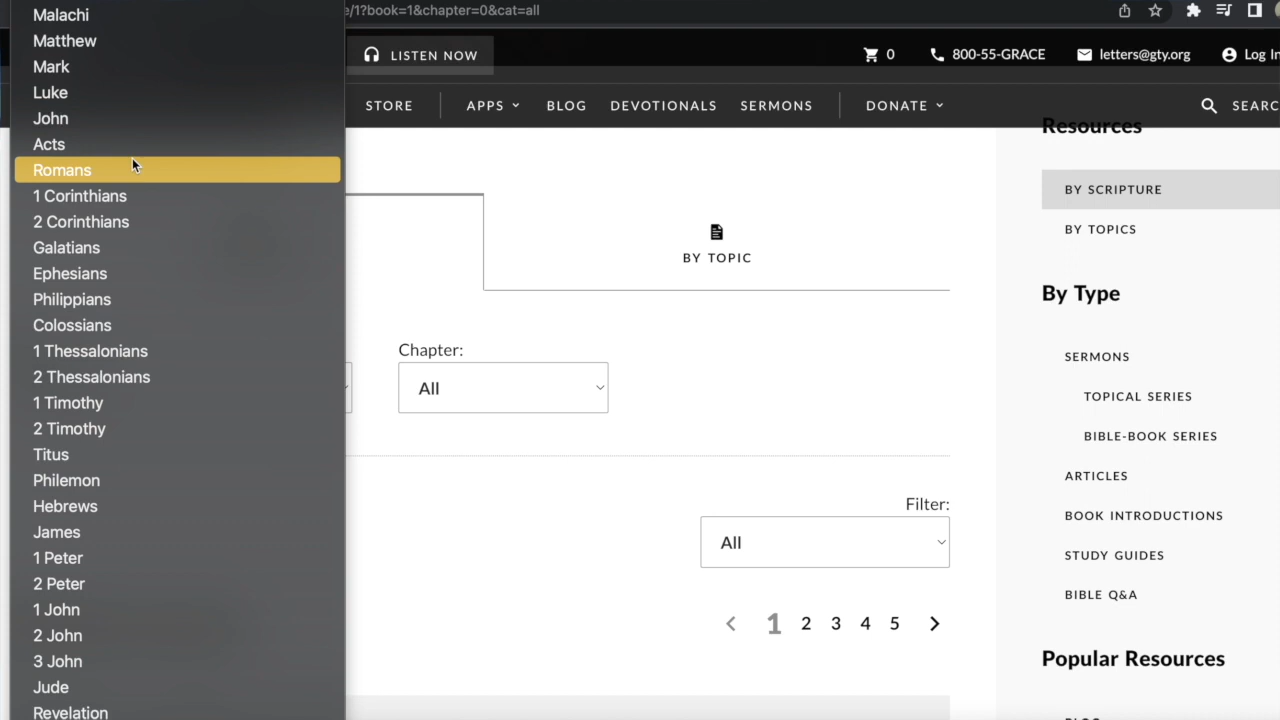 Malachi
Matthew
Mark
Luke
John
Acts
Romans
1 Corinthians
2 Corinthians
Galatians
Ephesians
Philippians
Colossians
1 Thessalonians
2 Thessalonians
1 Timothy
2 Timothy
Titus
Philemon
Hebrews
James
1 Peter
2 Peter
1 John
2 John
3 John
Jude
Revelation
e/1?book=1&chapter=0&cat=all
LISTEN NOW
0
800-55-GRACE
letters@gty.org
Log In
STORE
APPS
BLOG
DEVOTIONALS
SERMONS
DONATE
SEARC
BY TOPIC
Chapter:
All
Filter:
All
1 2 3 4 5
Resources
BY SCRIPTURE
BY TOPICS
By Type
SERMONS
TOPICAL SERIES
BIBLE-BOOK SERIES
ARTICLES
BOOK INTRODUCTIONS
STUDY GUIDES
BIBLE Q&A
Popular Resources